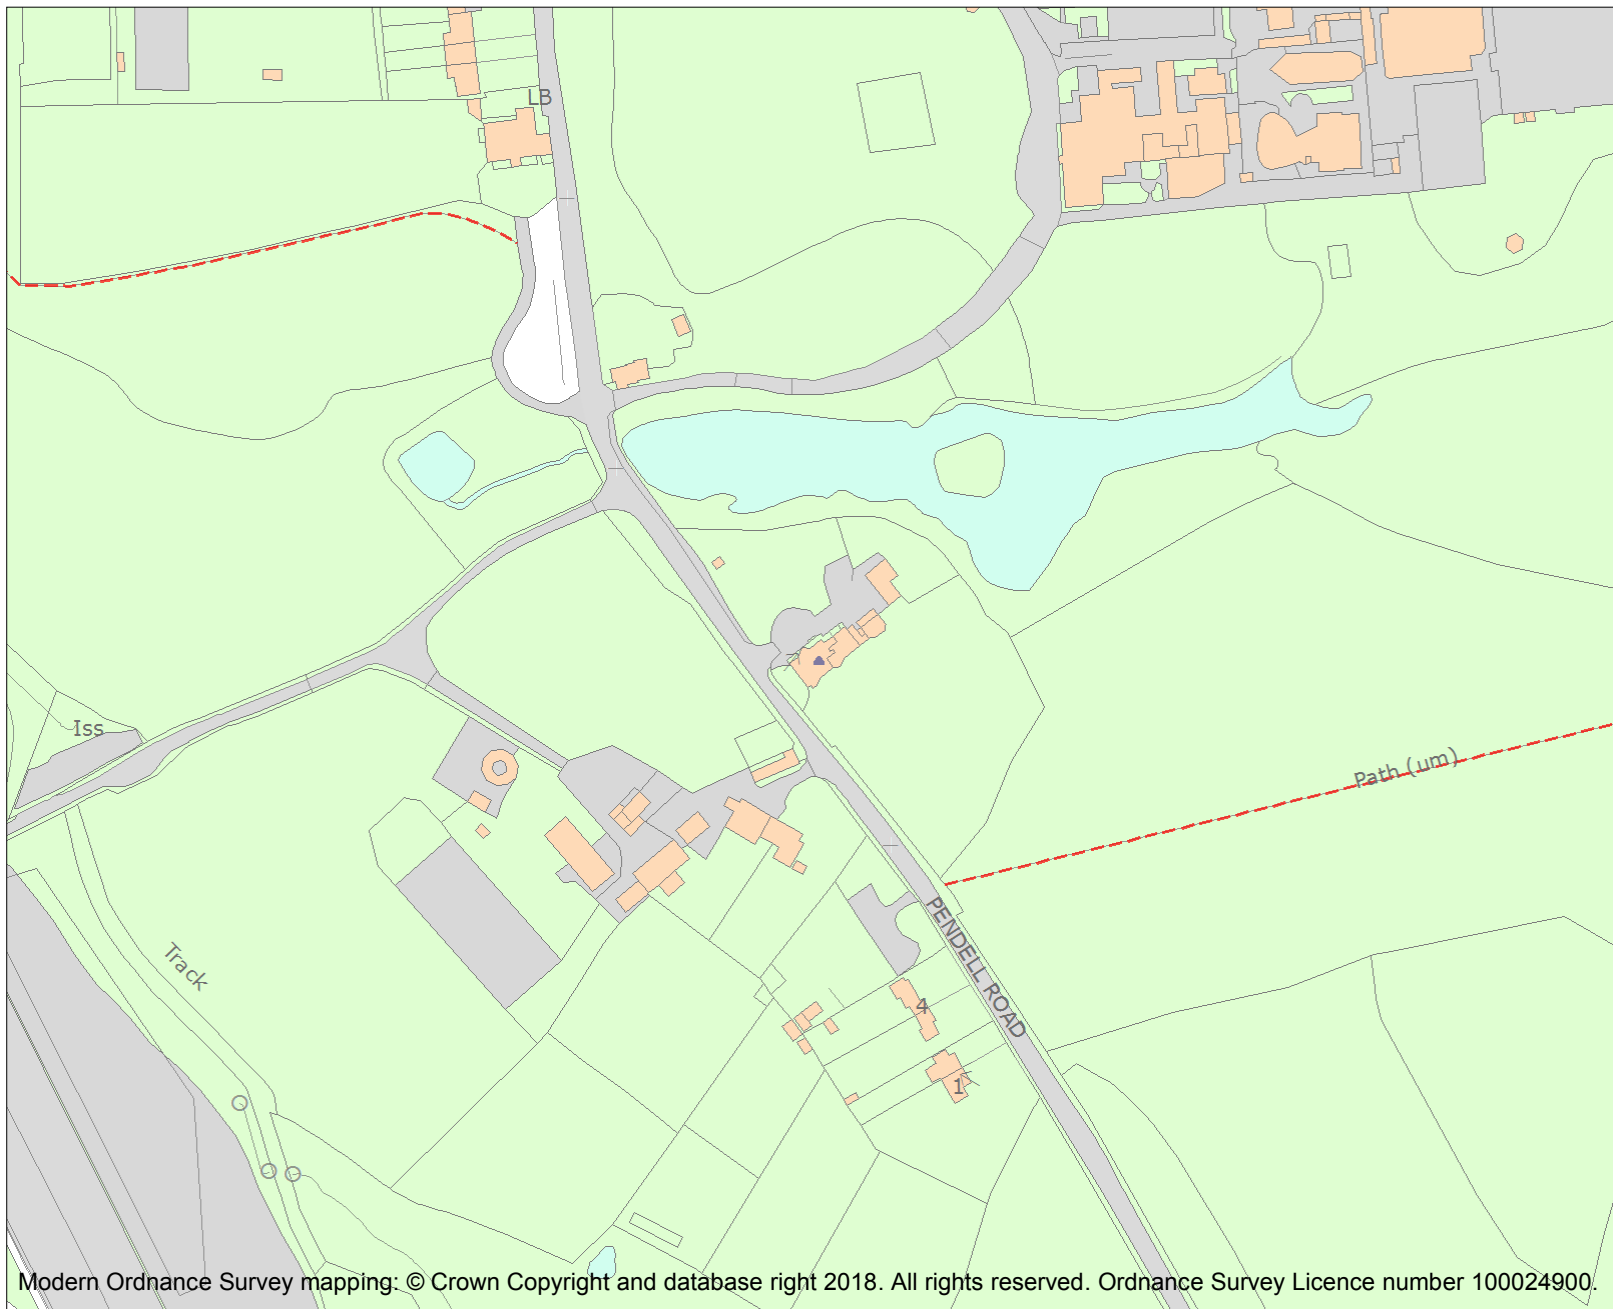 LB
Iss
Path (um)
PENDELL ROAD
Track
4
1
Modern Ordnance Survey mapping: © Crown Copyright and database right 2018. All rights reserved. Ordnance Survey Licence number 100024900.